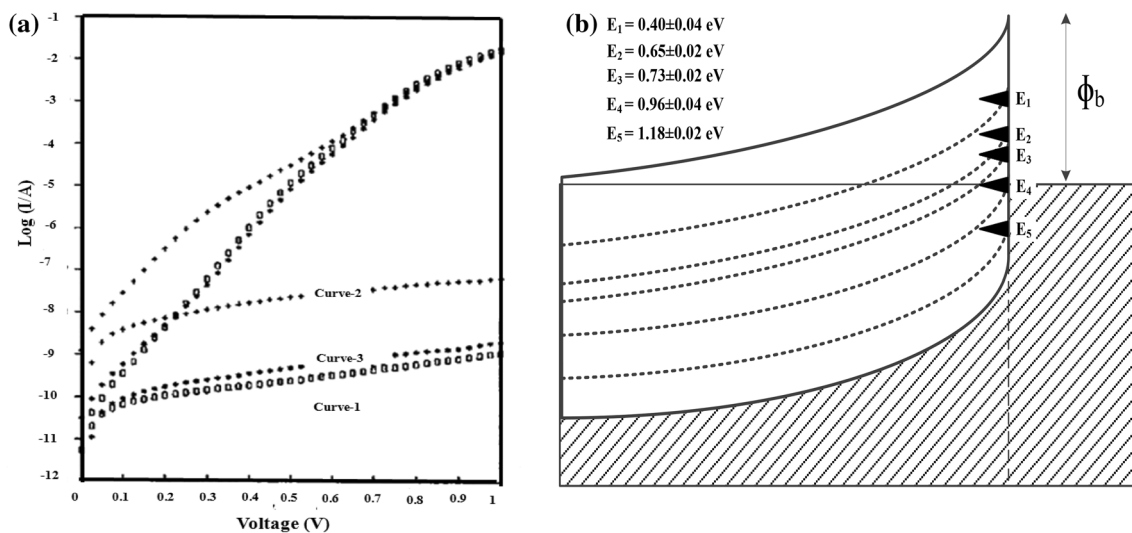 (a)
-1
-2
-3
-4
-5
-6
-7
-8
-9
-10
-11
-12
Log (I/A)
Curve-2
Curve-3
Curve-1
0 0.1 0.2 0.3 0.4 0.5 0.6 0.7 0.8 0.9 1
Voltage (V)
(b)
E₁ = 0.40±0.04 eV
E₂ = 0.65±0.02 eV
E₃ = 0.73±0.02 eV
E₄ = 0.96±0.04 eV
E₅ = 1.18±0.02 eV
E₁
E₂
E₃
E₄
E₅
ϕb